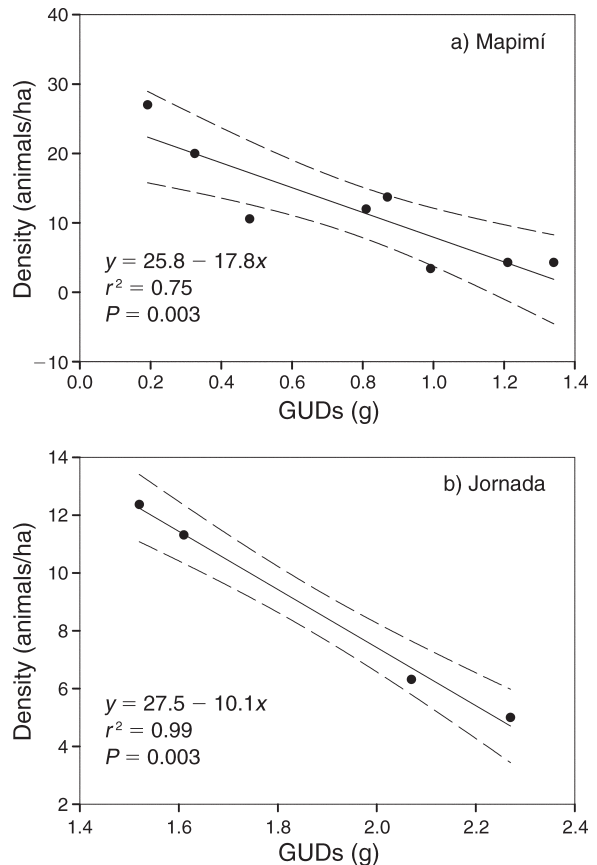 a) Mapimí
40
30
20
10
0
−10
Density (animals/ha)
y = 25.8 − 17.8x
r² = 0.75
P = 0.003
0.0 0.2 0.4 0.6 0.8 1.0 1.2 1.4
GUDs (g)
b) Jornada
14
12
10
8
6
4
2
Density (animals/ha)
y = 27.5 − 10.1x
r² = 0.99
P = 0.003
1.4 1.6 1.8 2.0 2.2 2.4
GUDs (g)